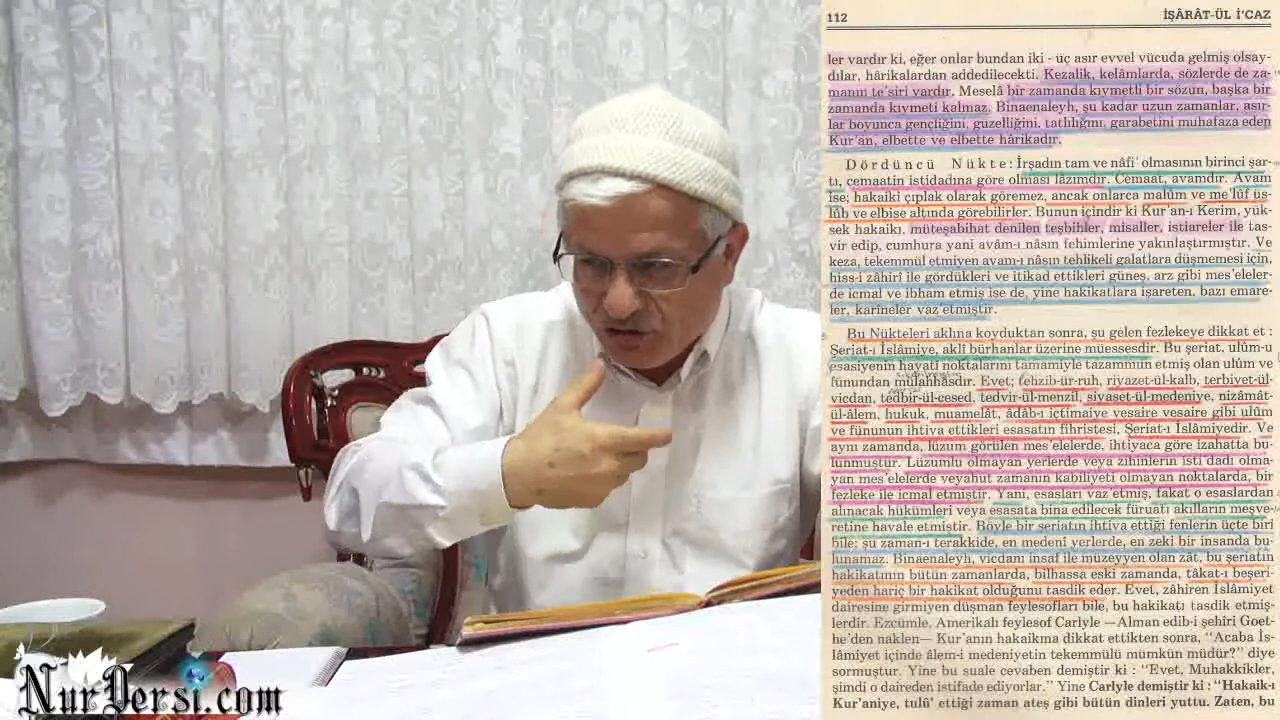 112
İŞÂRÂT-ÜL İ'CAZ
ler vardır ki, eğer onlar bundan iki - üç asır evvel vücuda gelmiş olsay-
dılar, hârikalardan addedilecekti. Kezalik, kelâmlarda, sözlerde de za-
manın te'siri vardır. Meselâ bir zamanda kıymetli bir sözün, başka bir
zamanda kıymeti kalmaz. Binaenaleyh, şu kadar uzun zamanlar, asır-
lar boyunca gençliğini, güzelliğini, tatlılığını, garabetini muhafaza eden
Kur'an, elbette ve elbette hârikadır.
Dördüncü Nükte: İrşadın tam ve nâfi' olmasının birinci şar-
tı, cemaatin istidadına göre olması lâzımdır. Cemaat, avamdır. Avam
ise; hakaiki çıplak olarak göremez, ancak onlarca malûm ve me'lûf üs-
lûb ve elbise altında görebilirler. Bunun içindir ki Kur'an-ı Kerim, yük-
sek hakaikı, müteşabihat denilen teşbihler, misaller, istiareler ile tas-
vir edip, cumhura yani avâm-ı nâsın fehimlerine yakınlaştırmıştır. Ve
keza, tekemmül etmiyen avam-ı nâsın tehlikeli galatlara düşmemesi için,
hiss-i zâhirî ile gördükleri ve itikad ettikleri güneş, arz gibi mes'eleler-
de icmal ve ibham etmiş ise de, yine hakikatlara işareten, bazı emare-
ler, karineler vaz'etmiştir.
Bu Nükteleri aklına koyduktan sonra, şu gelen fezlekeye dikkat et :
Şeriat-ı İslâmiye, aklî bürhanlar üzerine müessesdir. Bu şeriat, ulûm-u
esasiyenin hayatî noktalarını tamamiyle tazammun etmiş olan ulûm ve
fünundan mülahhasdır. Evet; tehzib-ür-ruh, riyazet-ül-kalb, terbiyet-ül-
vicdan, tedbir-ül-cesed, tedvir-ül-menzil, siyaset-ül-medeniye, nizâmât-
ül-âlem, hukuk, muamelât, âdâb-ı içtimaiye vesaire vesaire gibi ulûm
ve fünunun ihtiva ettikleri esasatın fihristesi, Şeriat-ı İslâmiyedir. Ve
aynı zamanda, lüzum görülen mes'elelerde, ihtiyaca göre izahatta bu-
lunmuştur. Lüzumlu olmayan yerlerde veya zihinlerin isti'dadı olma-
yan mes'elelerde veyahut zamanın kabiliyeti olmayan noktalarda, bir
fezleke ile icmal etmiştir. Yani, esasları vaz'etmiş, fakat o esaslardan
alınacak hükümleri veya esasata bina edilecek füruatı akılların meşve-
retine havale etmiştir. Böyle bir şeriatın ihtiva ettiği fenlerin üçte biri
bile; şu zaman-ı terakkide, en medenî yerlerde, en zeki bir insanda bu-
lunamaz. Binaenaleyh, vicdanı insaf ile müzeyyen olan zât, bu şeriatın
hakikatının bütün zamanlarda, bilhassa eski zamanda, tâkat-ı beşeri-
yeden hariç bir hakikat olduğunu tasdik eder. Evet, zâhiren İslâmiyet
dairesine girmiyen düşman feylesofları bile, bu hakikatı tasdik etmiş-
lerdir. Ezcümle, Amerikalı feylesof Carlyle —Alman edib-i şehiri Goet-
he'den naklen— Kur'anın hakaikına dikkat ettikten sonra, "Acaba İs-
lâmiyet içinde âlem-i medeniyetin tekemmülü mümkün müdür?" diye
sormuştur. Yine bu suale cevaben demiştir ki : "Evet, Muhakkikler,
şimdi o daireden istifade ediyorlar." Yine Carlyle demiştir ki : "Hakaik-ı
Kur'aniye, tulû' ettiği zaman ateş gibi bütün dinleri yuttu. Zaten, bu
NurDersi.com